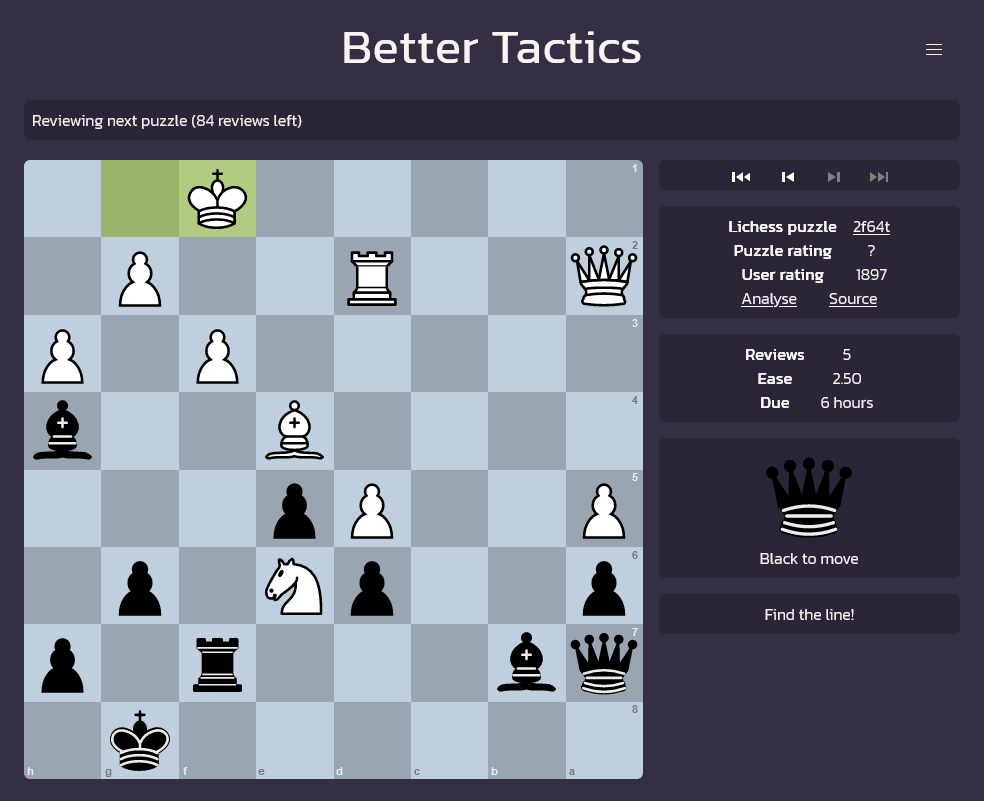 Better Tactics
Reviewing next puzzle (84 reviews left)
1
2
3
4
5
6
7
8
h g f e d c b a
Lichess puzzle 2f64t
Puzzle rating ?
User rating 1897
Analyse Source
Reviews 5
Ease 2.50
Due 6 hours
Black to move
Find the line!